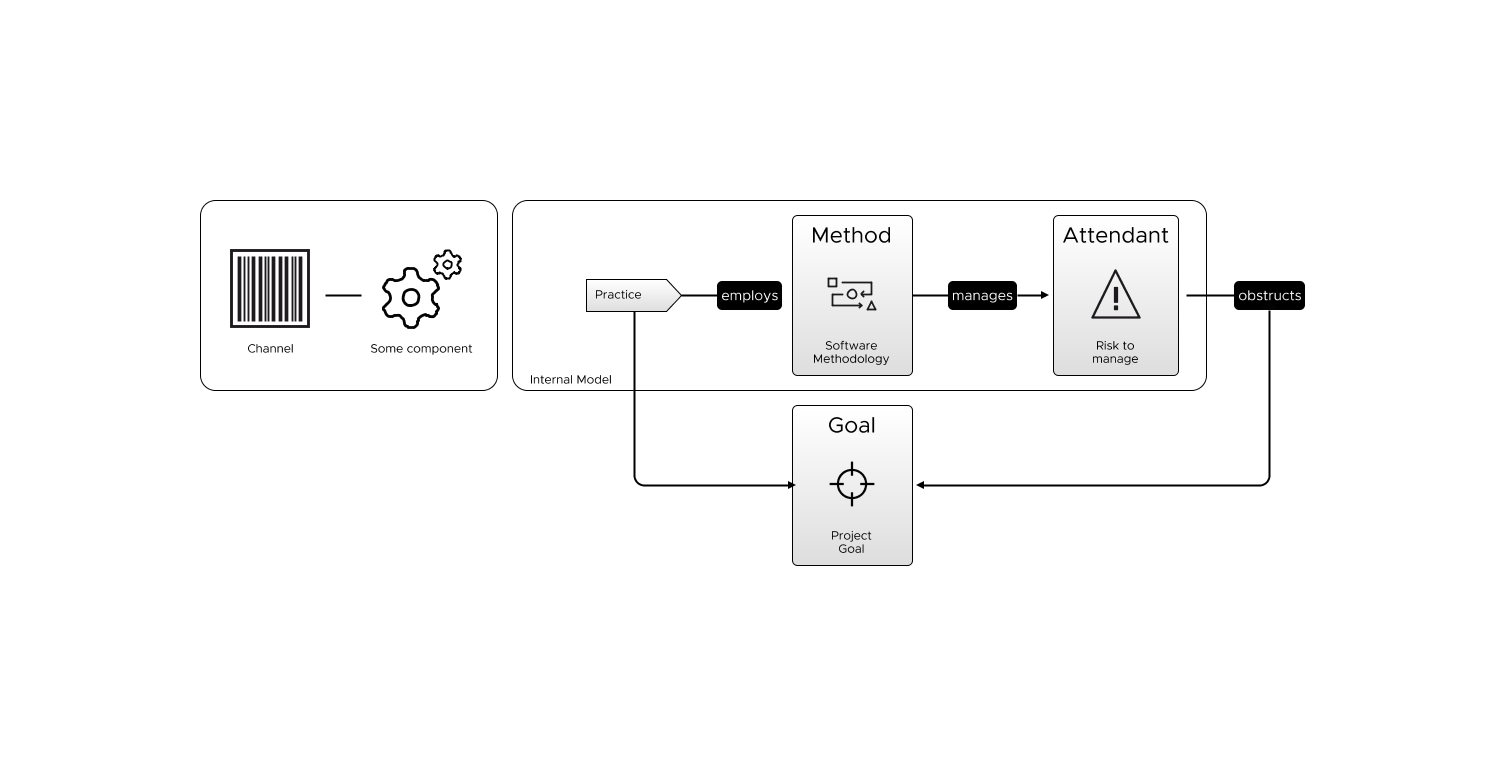 Channel
Some component
Practice
employs
Method
Software
Methodology
manages
Attendant
Risk to
manage
obstructs
Internal Model
Goal
Project
Goal